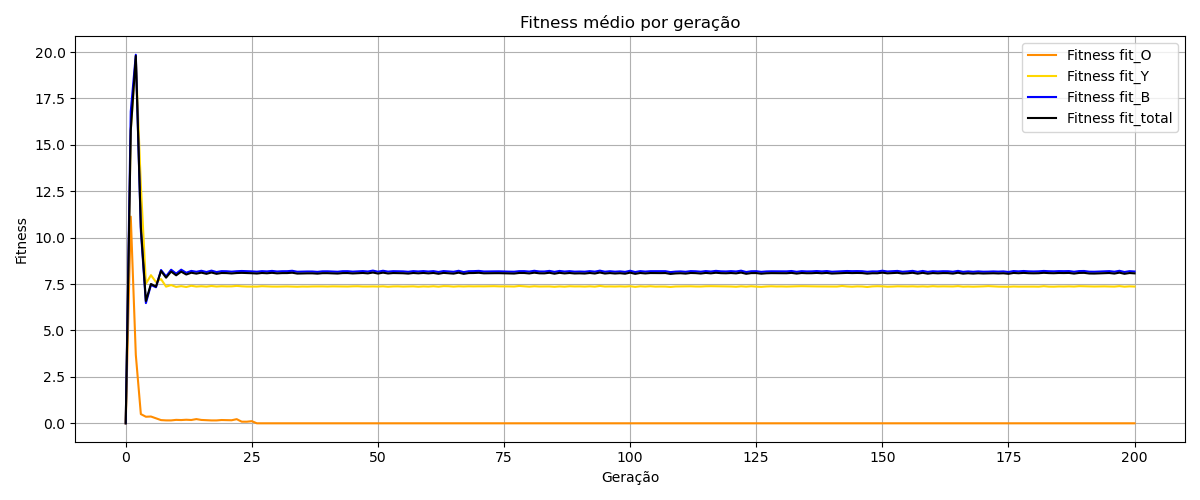 Fitness médio por geração
Fitness fit_O
Fitness fit_Y
Fitness fit_B
Fitness fit_total
20.0
17.5
15.0
12.5
10.0
7.5
5.0
2.5
0.0
Fitness
0 25 50 75 100 125 150 175 200
Geração